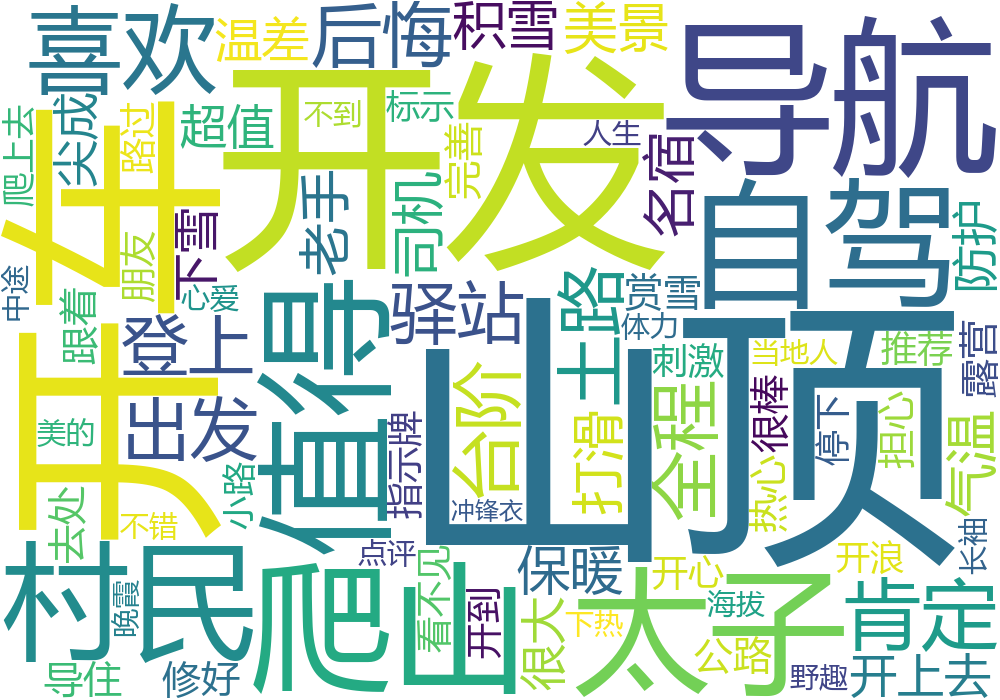 喜欢
温差
后悔
积雪
美景
导航
开发
不到
标示
人生
超值
路过
尖成
爬上去
开车
下雪
老手
司机
完善
名宿
自驾
防护
朋友
心爱
中途
跟着
登上
值得
驿站
土路
赏雪
体力
山顶
刺激
当地人
推荐
露营
美的
出发
指示牌
台阶
打滑
全程
很棒
停下
担心
气温
去处
不错
小路
冲锋衣
热心
长袖
村民
晚霞
点评
爬山
看不见
开到
保暖
很大
下热
太子
开心
海拔
开浪
肯定
导住
修好
公路
野趣
开上去